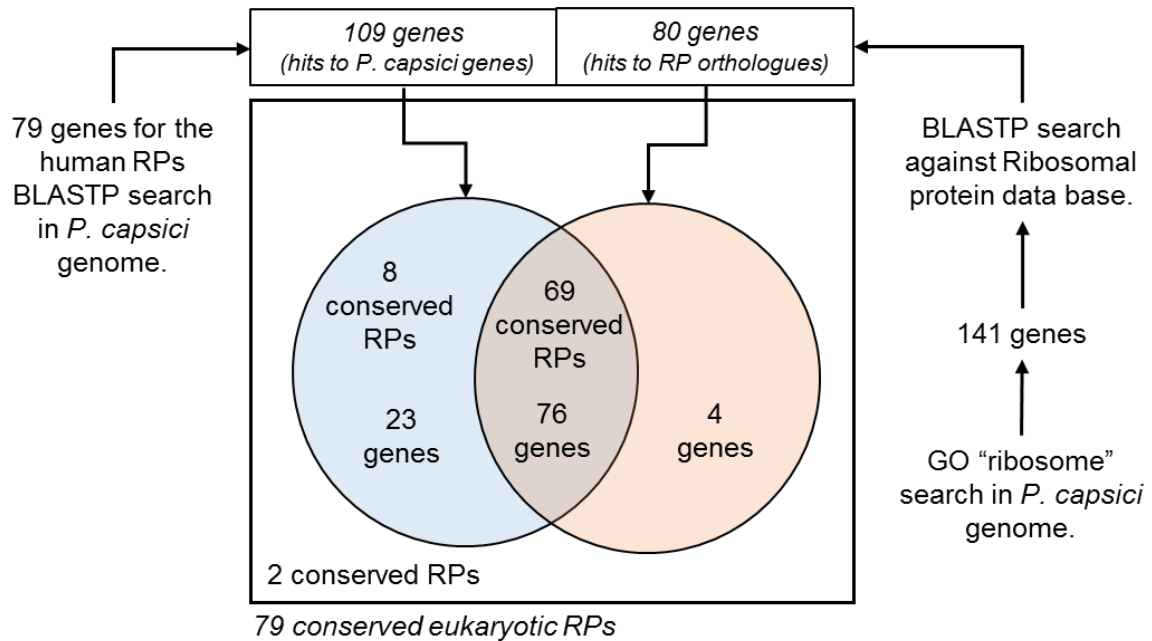 109 genes
(hits to P. capsici genes)
80 genes
(hits to RP orthologues)
79 genes for the
human RPs
BLASTP search
in P. capsici
genome.
BLASTP search
against Ribosomal
protein data base.
141 genes
GO “ribosome”
search in P. capsici
genome.
8
conserved
RPs
23
genes
69
conserved
RPs
76
genes
4
genes
2 conserved RPs
79 conserved eukaryotic RPs